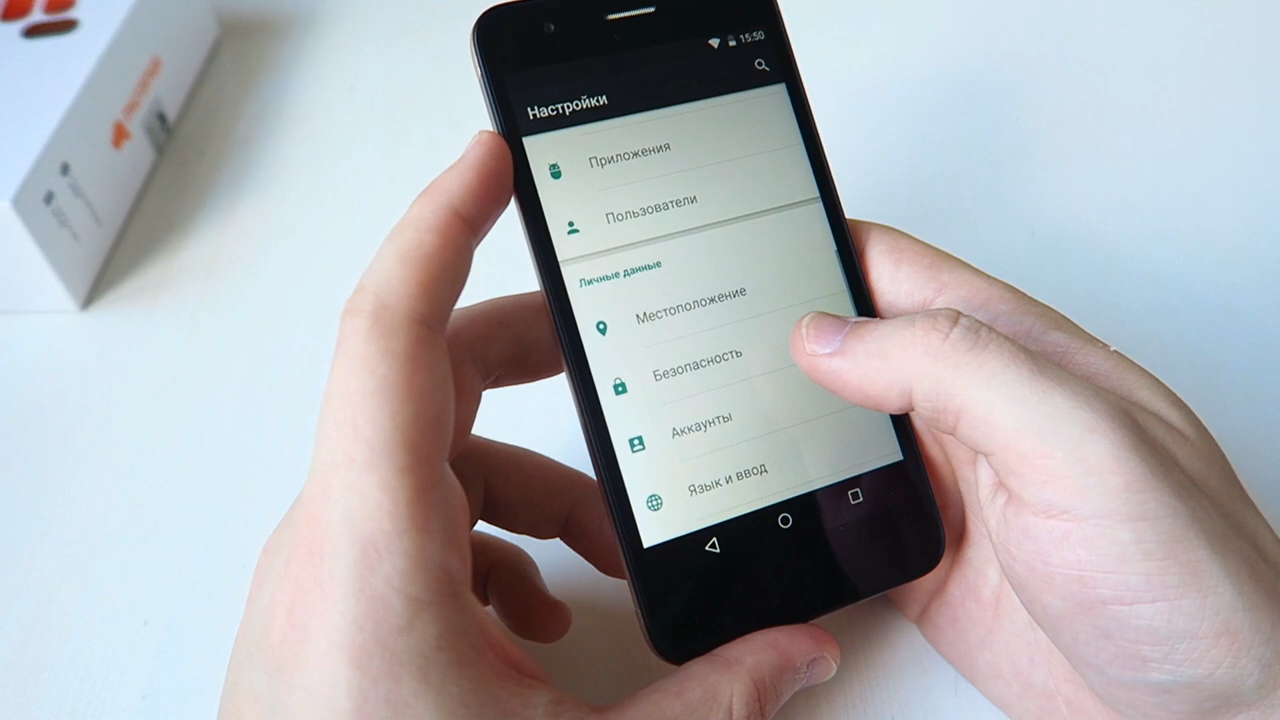 15:50
Настройки
Приложения
Пользователи
Личные данные
Местоположение
Безопасность
Аккаунты
Язык и ввод